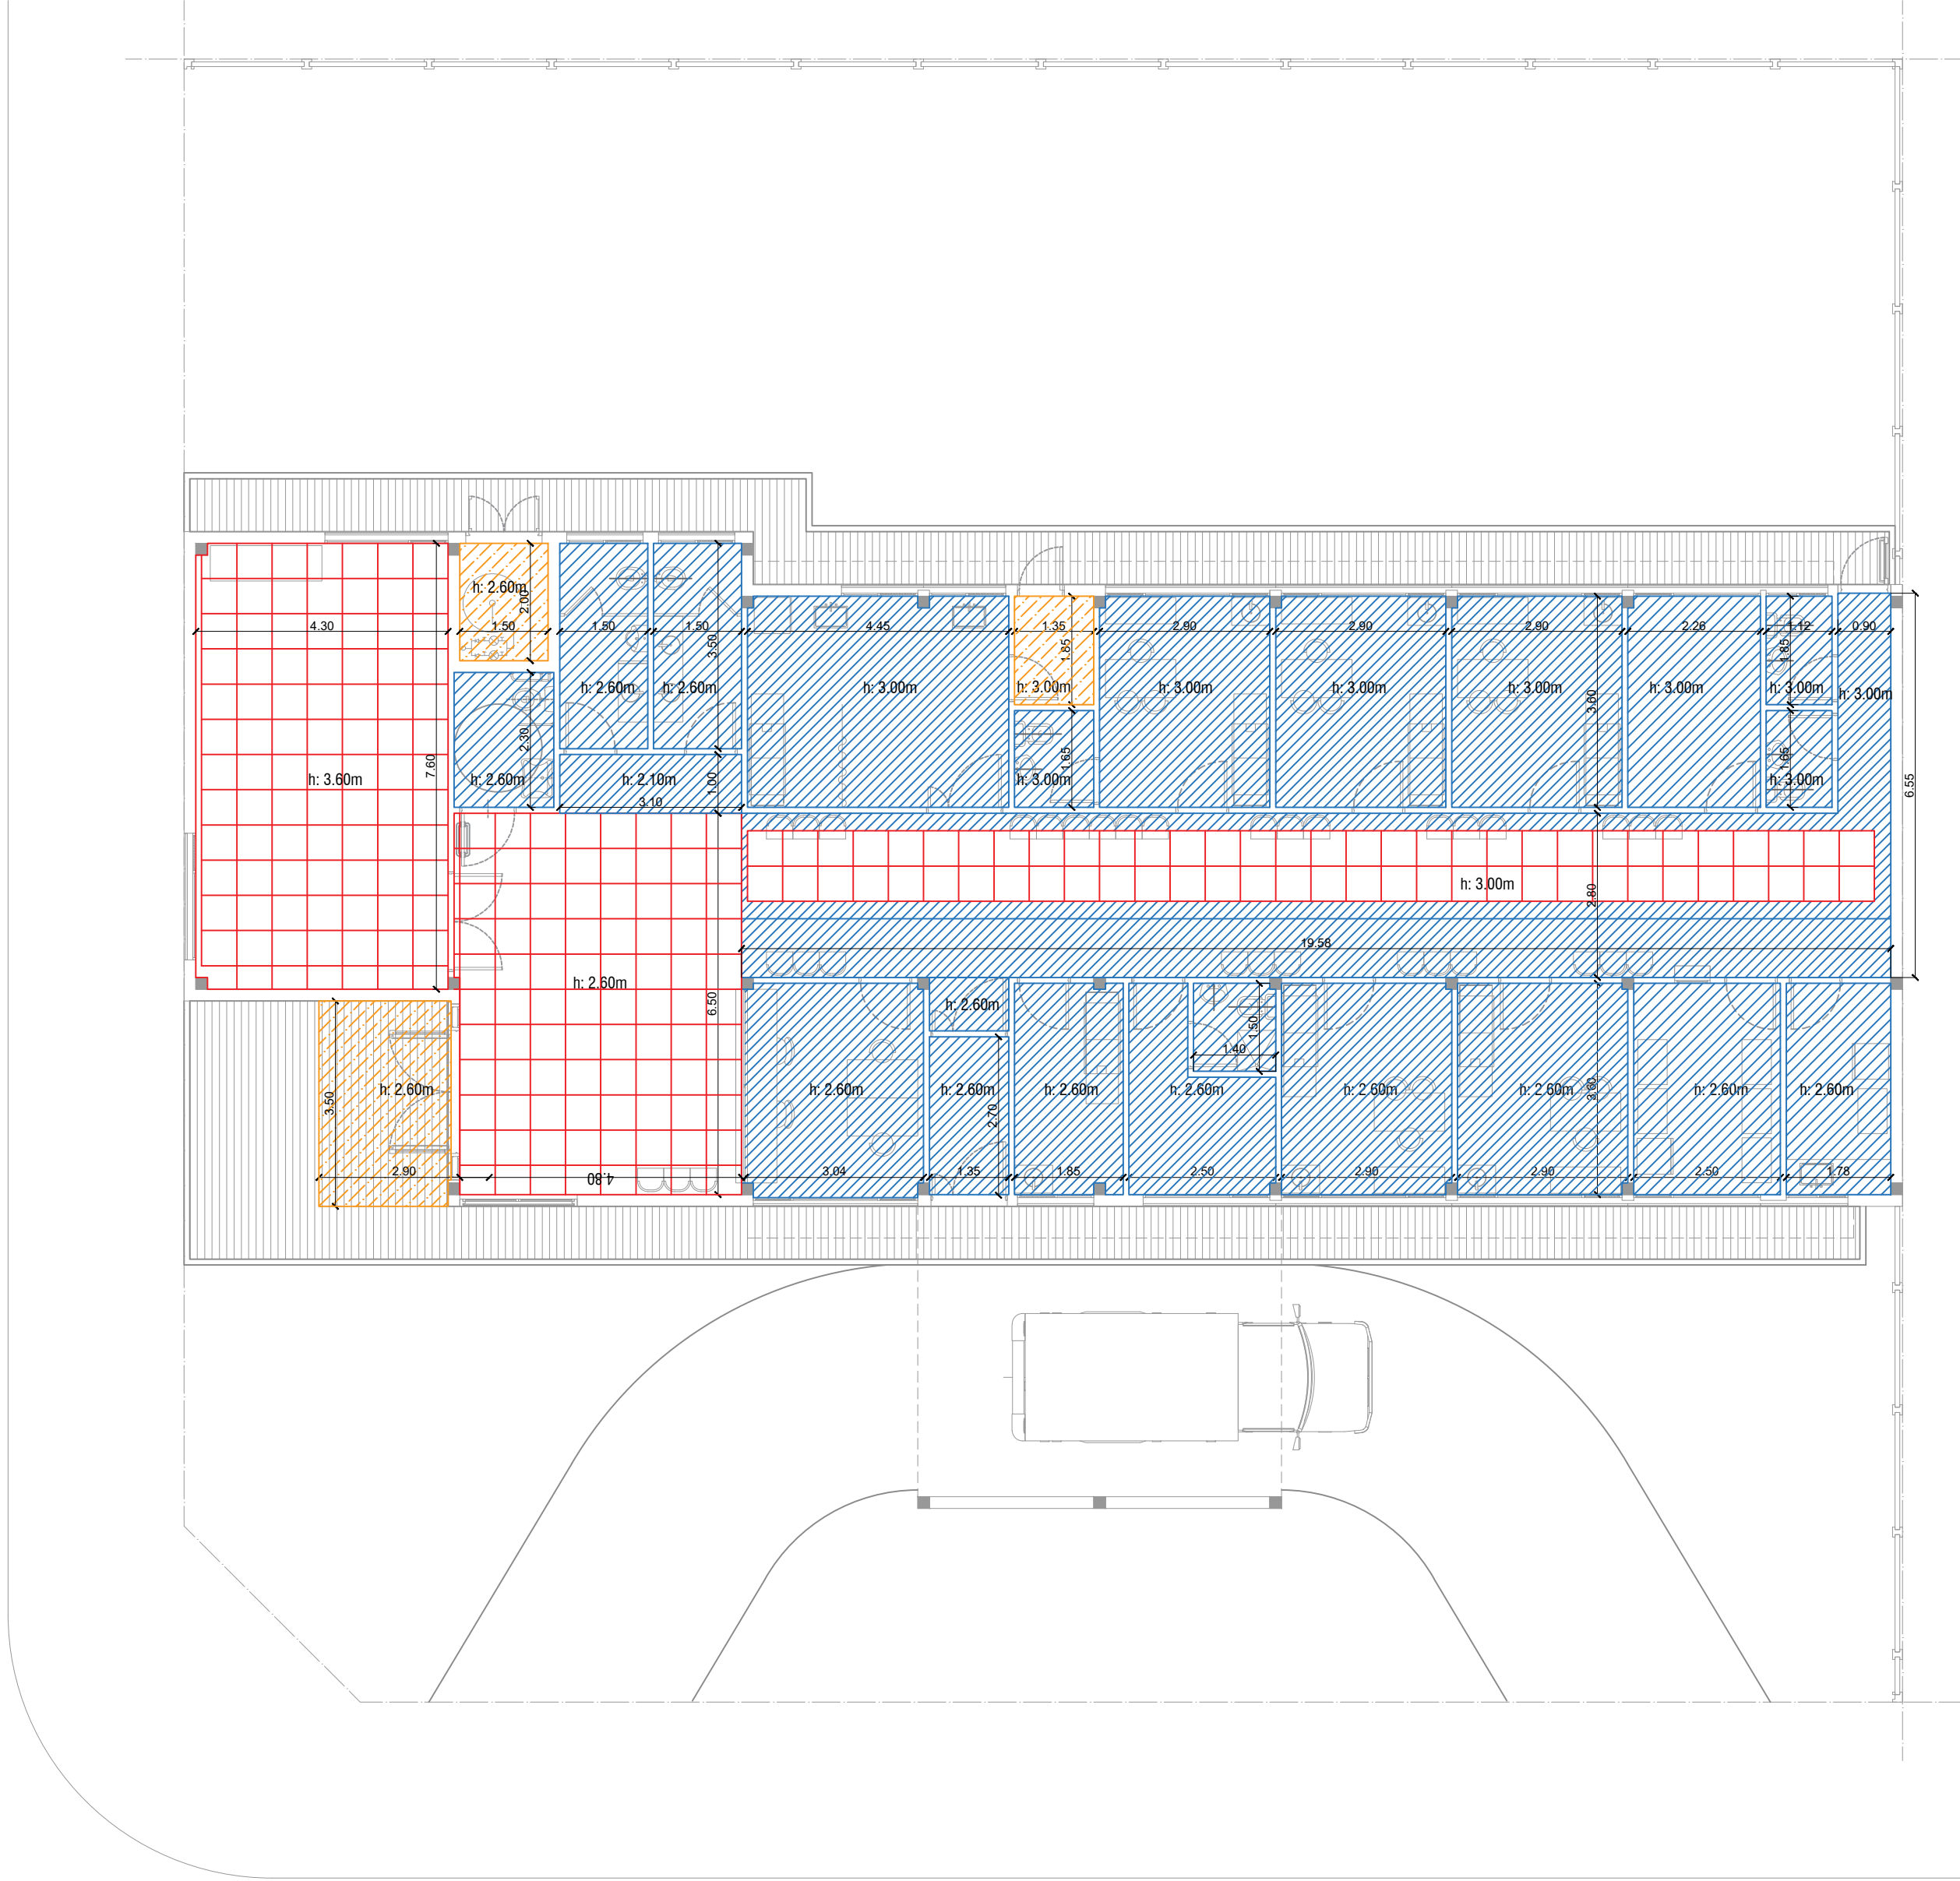 h: 2.60m
2.00
4.30
1.50
1.50
1.50
3.50
4.45
1.35
1.85
2.90
2.90
2.90
2.26
1.12
1.85
0.90
h: 2.60m
h: 2.60m
h: 3.00m
h: 3.00m
h: 3.00m
h: 3.00m
h: 3.00m
h: 3.00m
h: 3.00m
h: 3.00m
3.60
2.30
7.60
h: 3.60m
h: 2.60m
h: 2.10m
1.00
3.10
1.65
h: 3.00m
1.65
h: 3.00m
6.55
h: 3.00m
2.80
19.58
h: 2.60m
6.50
h: 2.60m
1.50
1.40
3.50
h: 2.60m
h: 2.60m
h: 2.60m
2.70
h: 2.60m
h: 2.60m
h: 2.60m
h: 2.60m
3.60
h: 2.60m
h: 2.60m
2.90
4.80
3.04
1.35
1.85
2.50
2.90
2.90
2.50
1.78